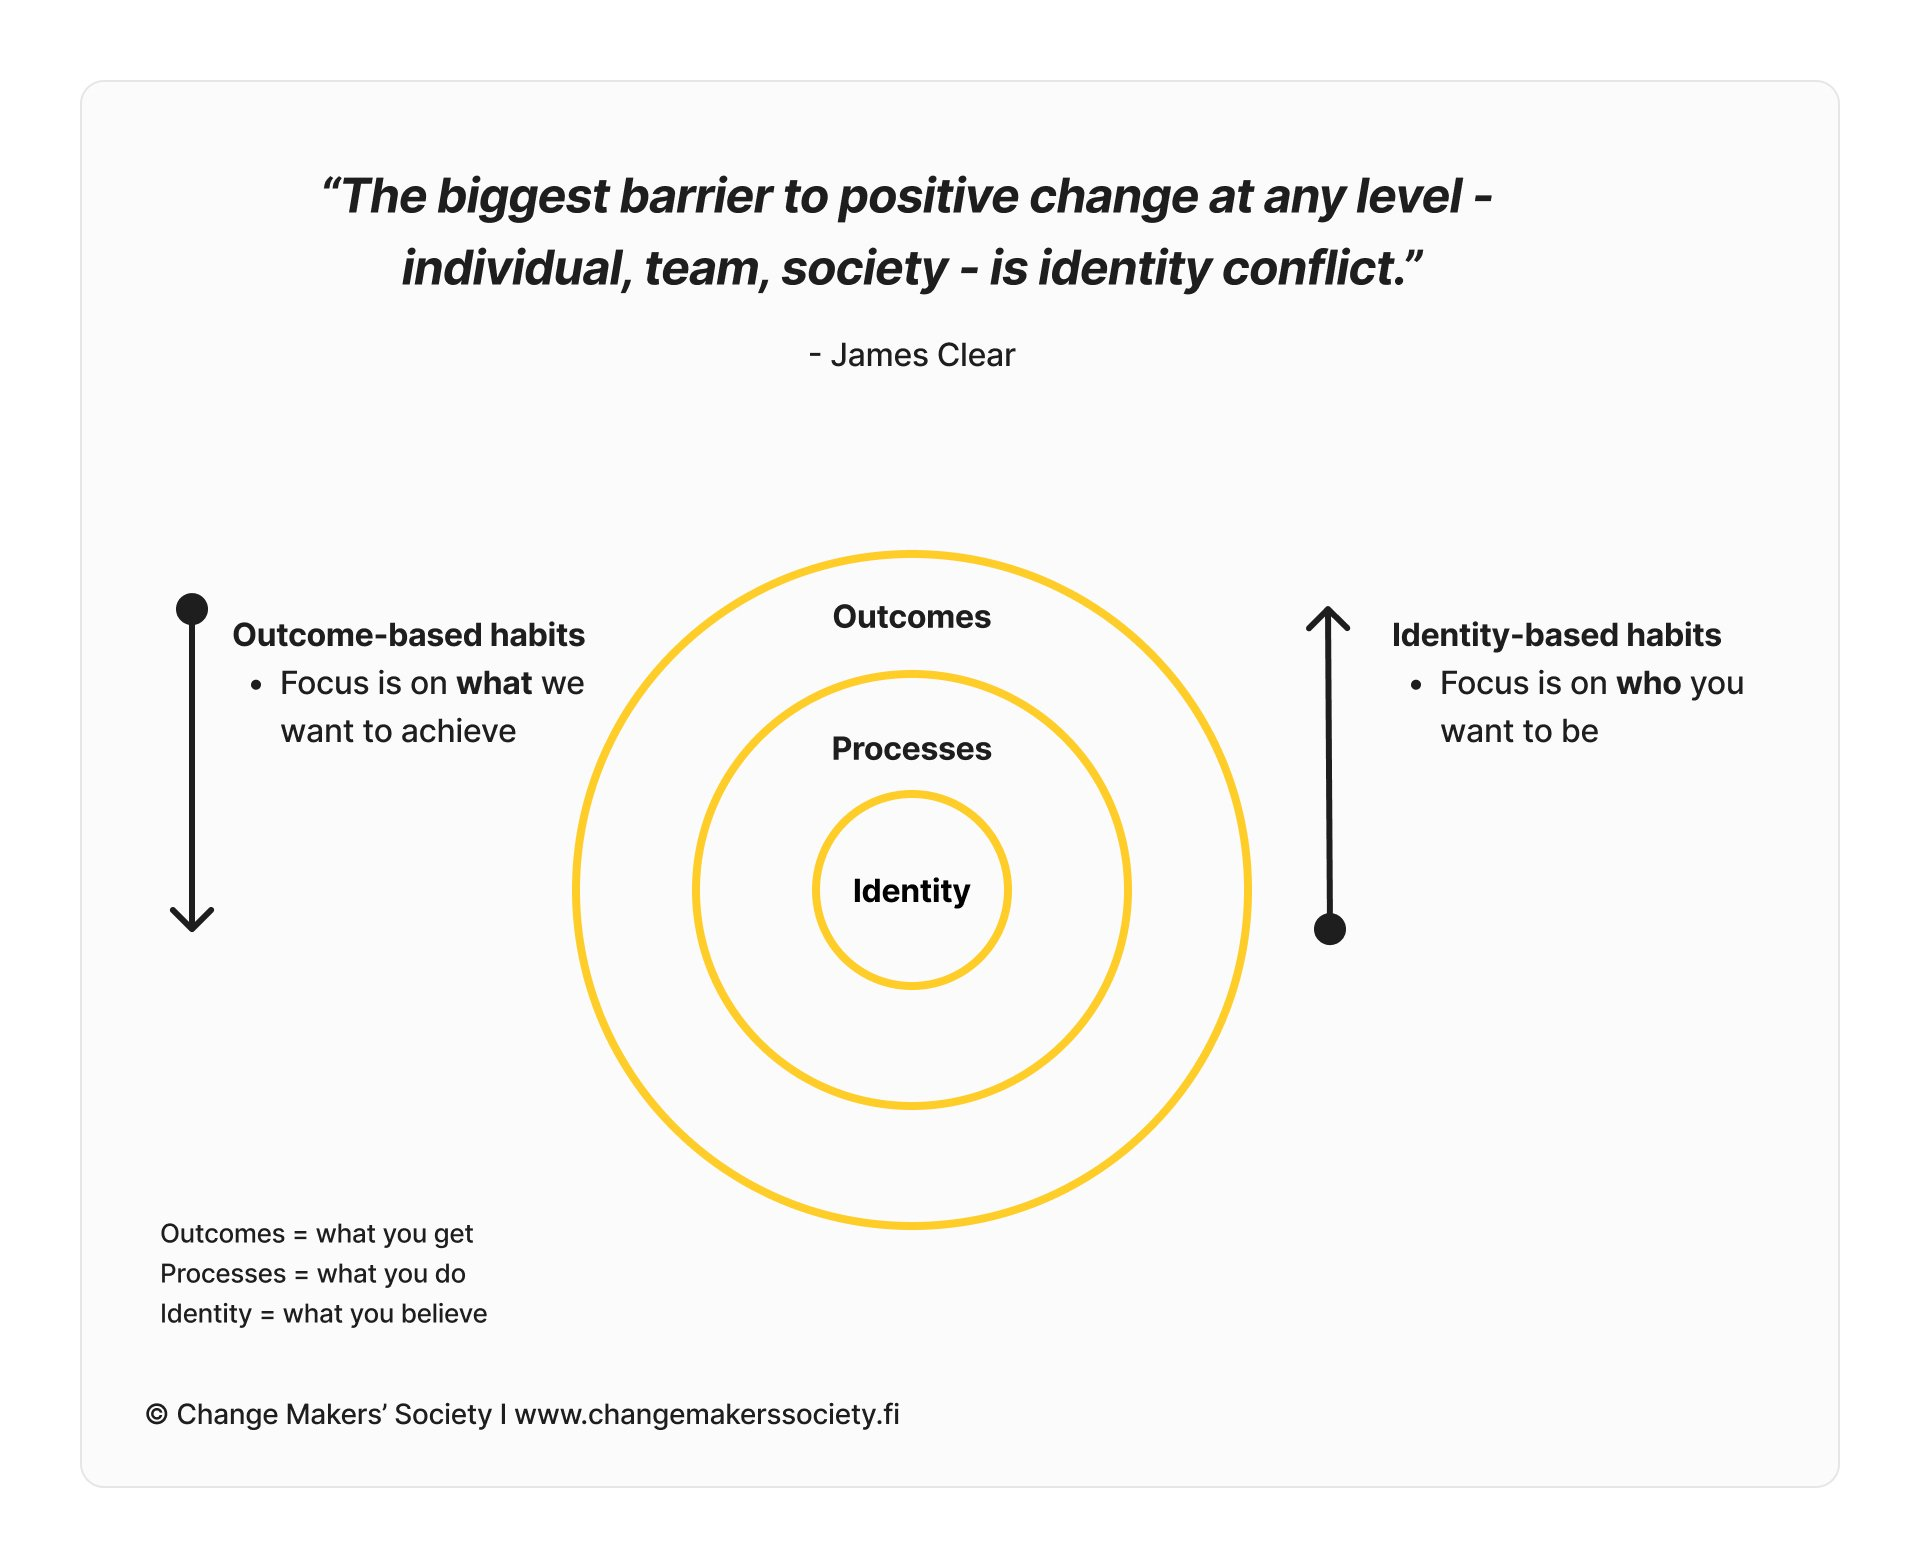 “The biggest barrier to positive change at any level -
individual, team, society - is identity conflict.”
- James Clear
Outcome-based habits
• Focus is on what we
want to achieve
Outcomes
Processes
Identity
Identity-based habits
• Focus is on who you
want to be
Outcomes = what you get
Processes = what you do
Identity = what you believe
© Change Makers’ Society I www.changemakerssociety.fi